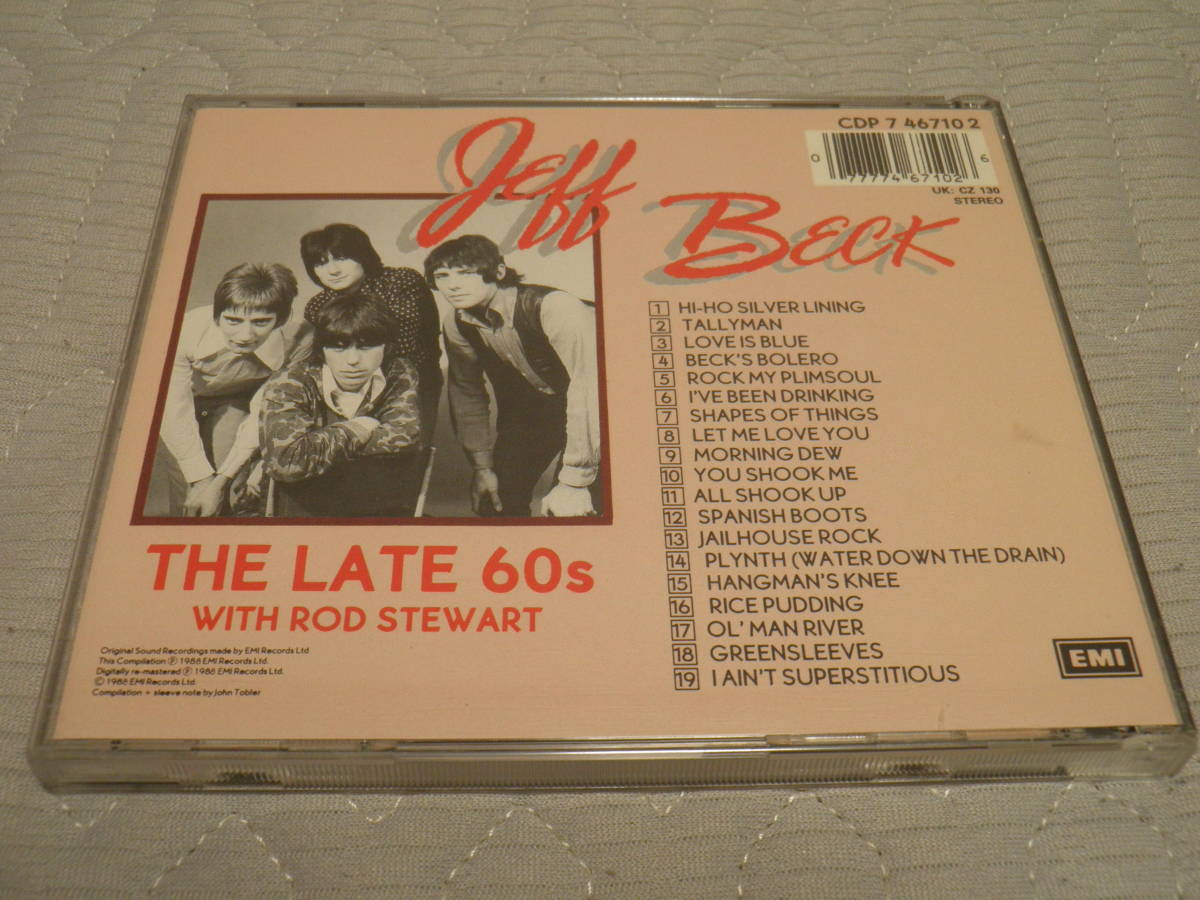 CDP 7 46710 2
0 77774 67102 6
UK: CZ 130
STEREO
Jeff Beck
1 HI-HO SILVER LINING
2 TALLYMAN
3 LOVE IS BLUE
4 BECK'S BOLERO
5 ROCK MY PLIMSOUL
6 I'VE BEEN DRINKING
7 SHAPES OF THINGS
8 LET ME LOVE YOU
9 MORNING DEW
10 YOU SHOOK ME
11 ALL SHOOK UP
12 SPANISH BOOTS
13 JAILHOUSE ROCK
14 PLYNTH (WATER DOWN THE DRAIN)
15 HANGMAN'S KNEE
16 RICE PUDDING
17 OL' MAN RIVER
18 GREENSLEEVES
19 I AIN'T SUPERSTITIOUS
THE LATE 60s
WITH ROD STEWART
Original Sound Recordings made by EMI Records Ltd
This Compilation ℗ 1988 EMI Records Ltd.
Digitally re-mastered ℗ 1988 EMI Records Ltd.
© 1988 EMI Records Ltd.
Compilation + sleeve note by John Tobler
EMI